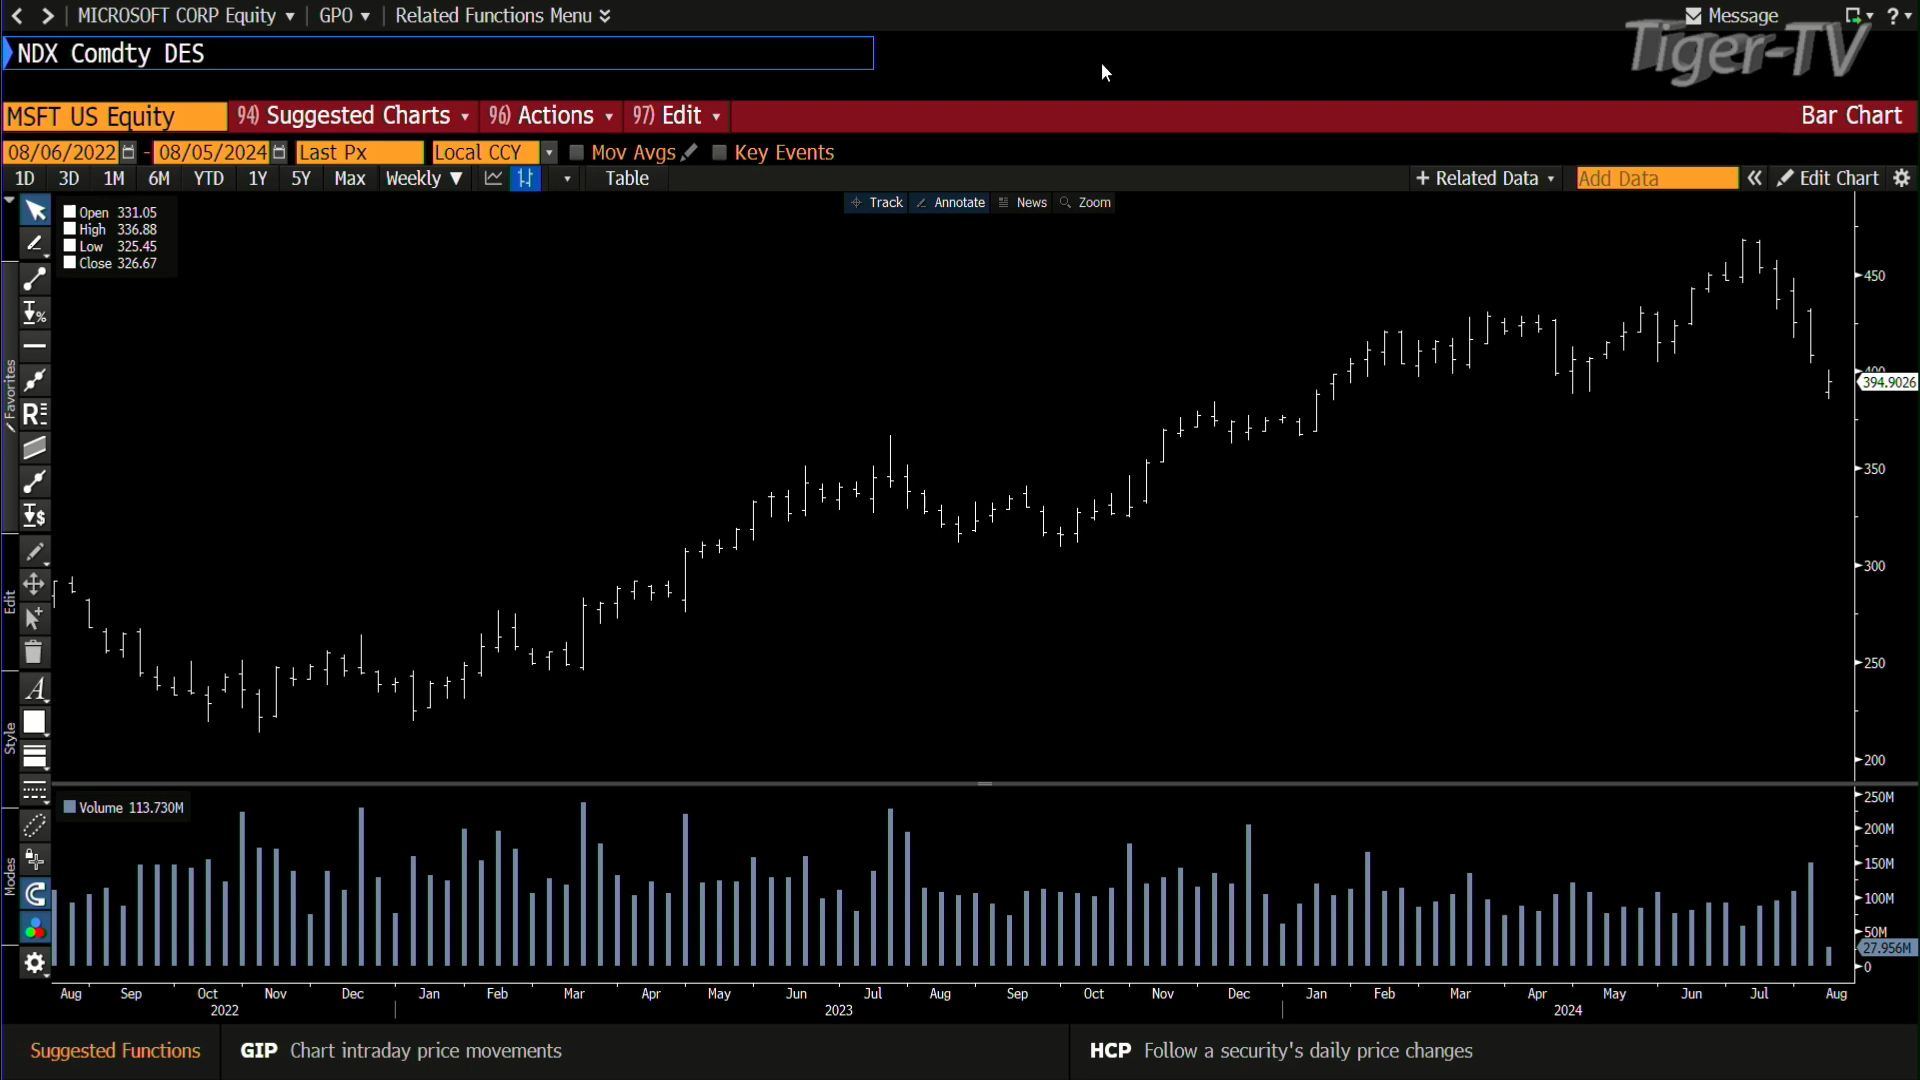 MICROSOFT CORP Equity GPO Related Functions Menu Message ?
NDX Comdty DES
Tiger-TV
MSFT US Equity 94) Suggested Charts 96) Actions 97) Edit Bar Chart
08/06/2022 - 08/05/2024 Last Px Local CCY Mov Avgs Key Events
1D 3D 1M 6M YTD 1Y 5Y Max Weekly Table + Related Data Add Data Edit Chart
Track Annotate News Zoom
Open 331.05
High 336.88
Low 325.45
Close 326.67
Favorites
Edit
Style
Modes
450
400
394.9026
350
300
250
200
Volume 113.730M
250M
200M
150M
100M
50M
27.956M
0
Aug Sep Oct Nov Dec Jan Feb Mar Apr May Jun Jul Aug Sep Oct Nov Dec Jan Feb Mar Apr May Jun Jul Aug
2022 2023 2024
Suggested Functions GIP Chart intraday price movements HCP Follow a security's daily price changes